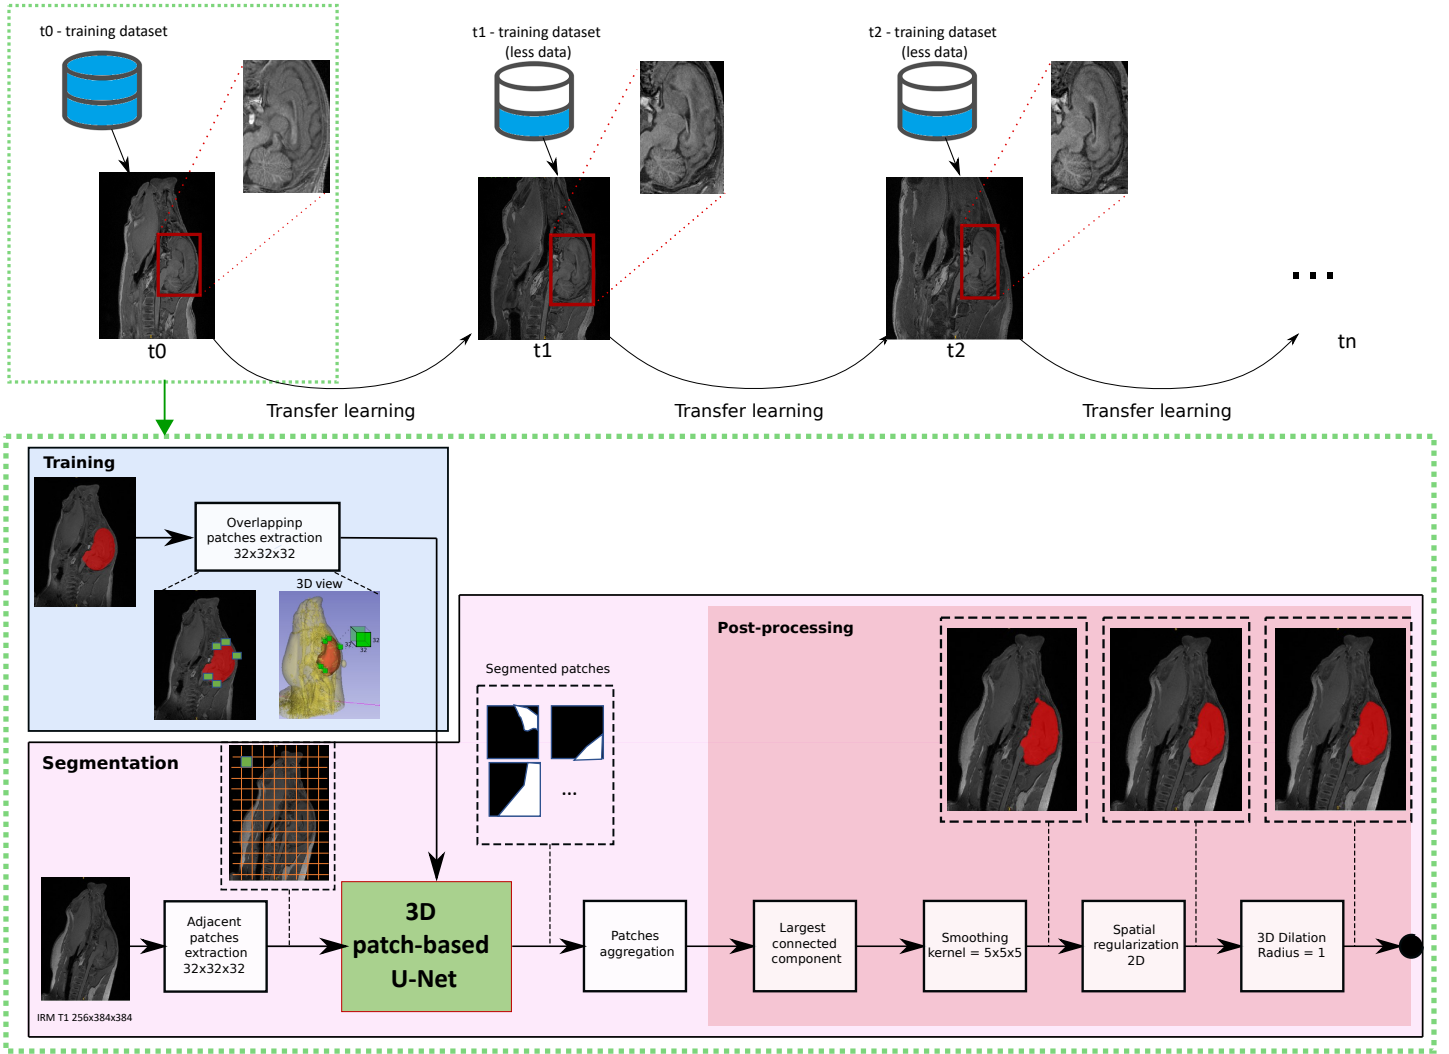 t0 - training dataset
t1 - training dataset
(less data)
t2 - training dataset
(less data)
t0
t1
t2
...
tn
Transfer learning
Transfer learning
Transfer learning
Training
Overlappinp
patches extraction
32x32x32
3D view
32
32
32
Post-processing
Segmented patches
...
Segmentation
Adjacent
patches
extraction
32x32x32
3D
patch-based
U-Net
Patches
aggregation
Largest
connected
component
Smoothing
kernel = 5x5x5
Spatial
regularization
2D
3D Dilation
Radius = 1
IRM T1 256x384x384